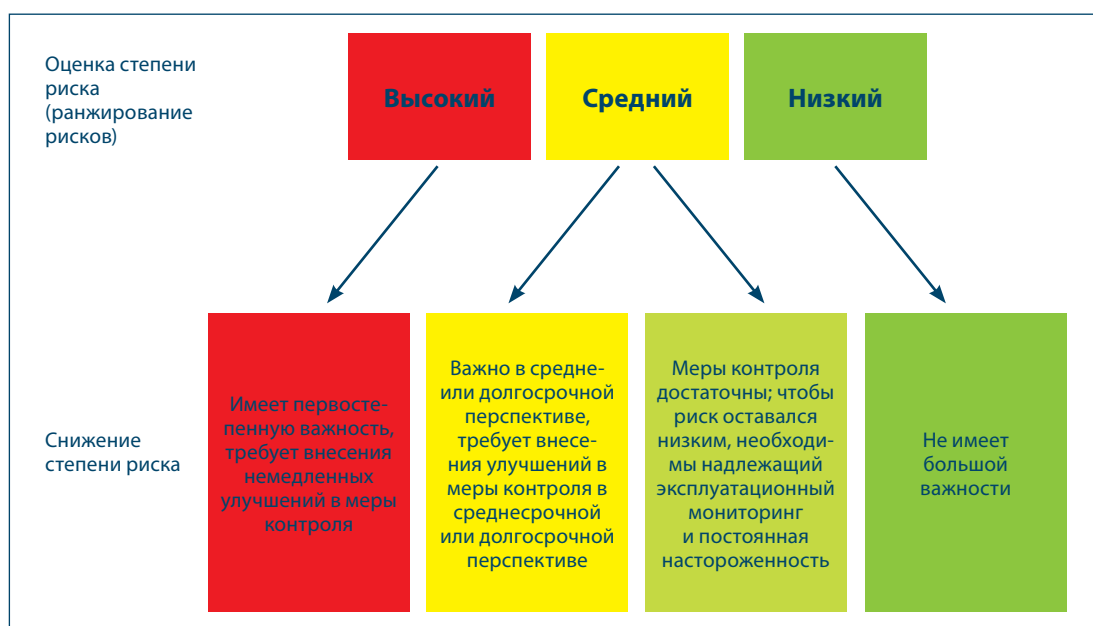 Оценка степени
риска
(ранжирование
рисков)
Высокий
Средний
Низкий
Снижение
степени риска
Имеет первосте-
пенную важность,
требует внесения
немедленных
улучшений в меры
контроля
Важно в средне-
или долгосрочной
перспективе,
требует внесе-
ния улучшений в
меры контроля в
среднесрочной
или долгосрочной
перспективе
Меры контроля
достаточны; чтобы
риск оставался
низким, необходи-
мы надлежащий
эксплуатационный
мониторинг
и постоянная
настороженность
Не имеет
большой
важности